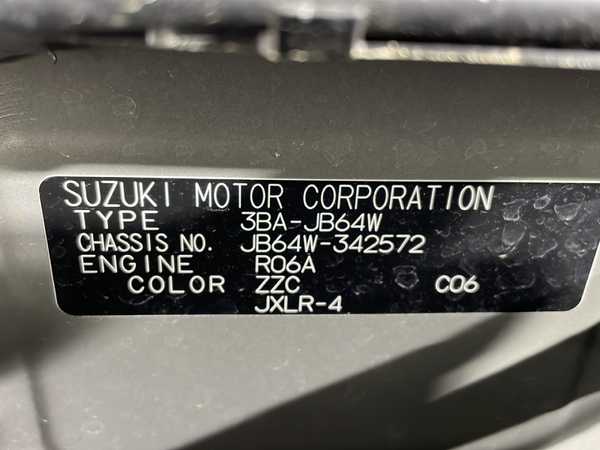 SUZUKI MOTOR CORPORATION
TYPE 3BA-JB64W
CHASSIS NO. JB64W-342572
ENGINE R06A
COLOR ZZC C06
JXLR-4